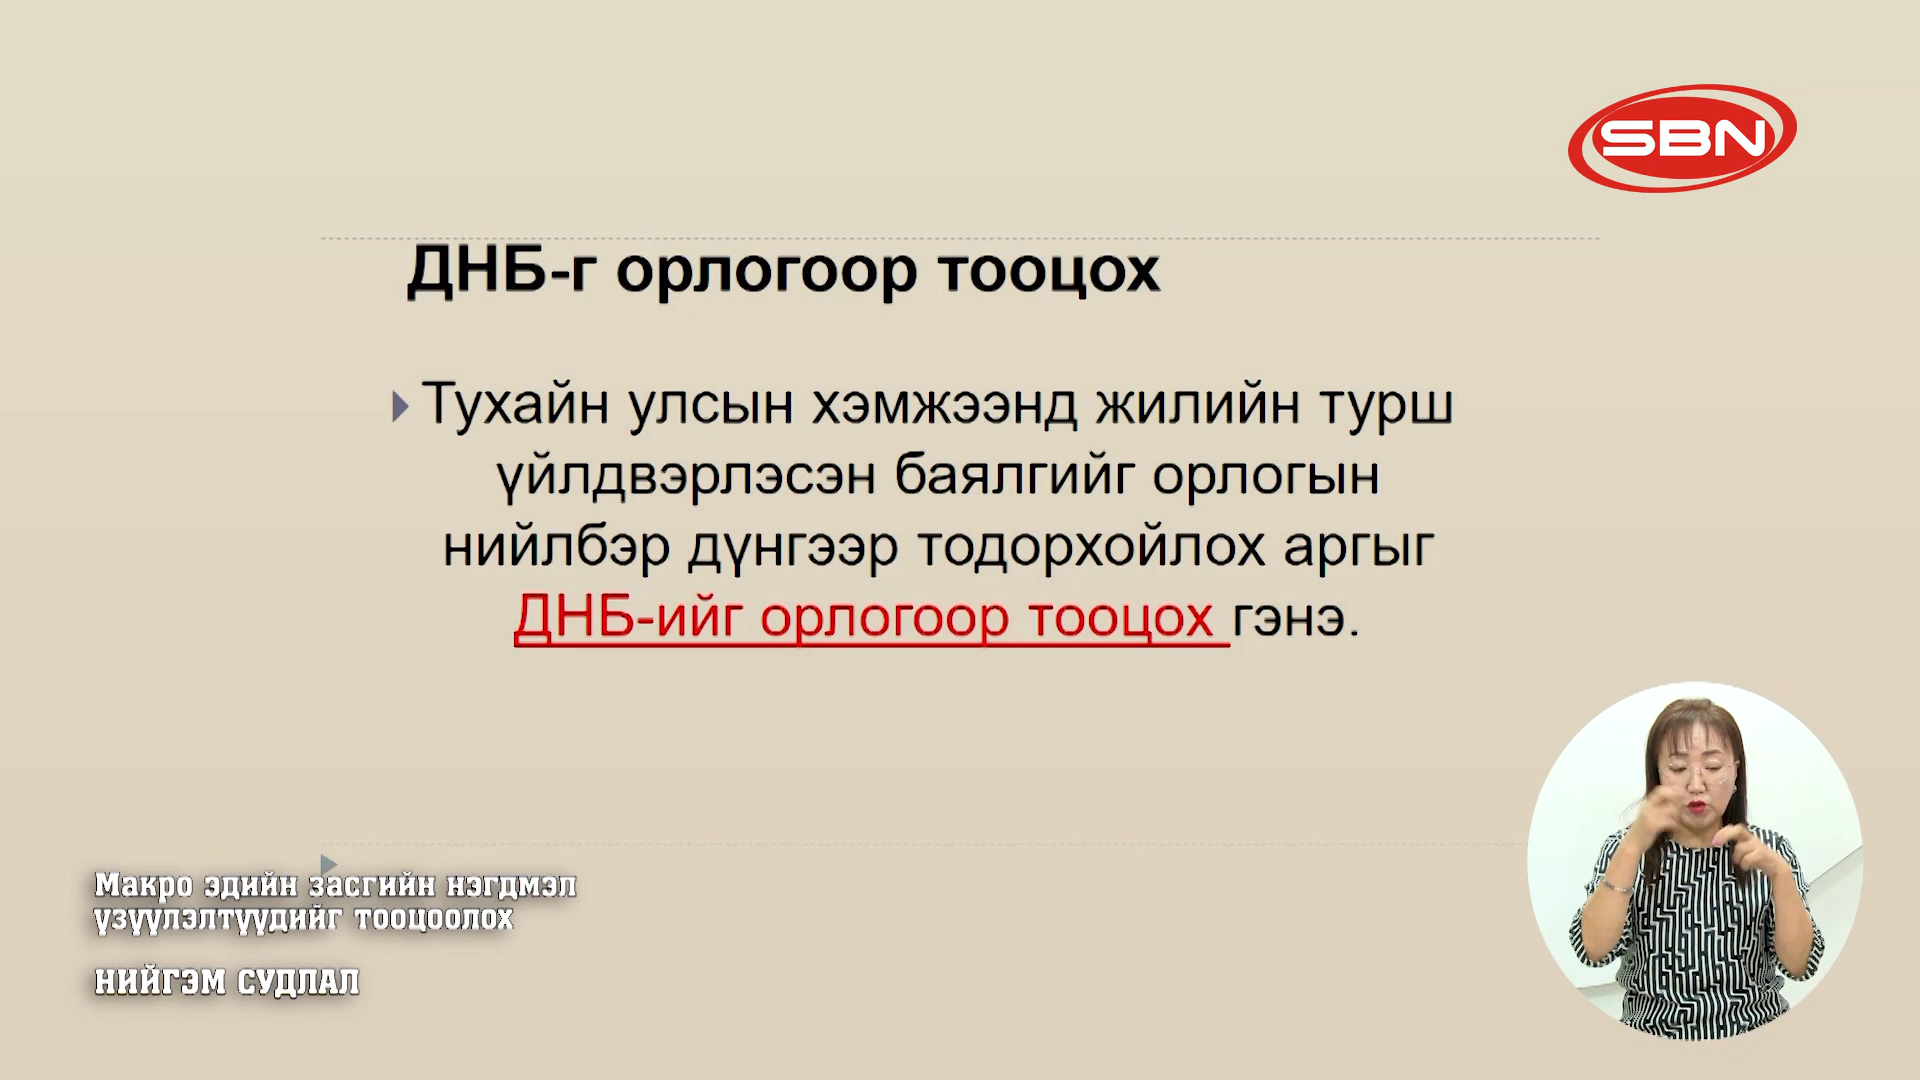 SBN
ДНБ-г орлогоор тооцох
Тухайн улсын хэмжээнд жилийн турш
үйлдвэрлэсэн баялгийг орлогын
нийлбэр дүнгээр тодорхойлох аргыг
ДНБ-ийг орлогоор тооцох гэнэ.
Макро эдийн засгийн нэгдмэл
үзүүлэлтүүдийг тооцоолох
НИЙГЭМ СУДЛАЛ